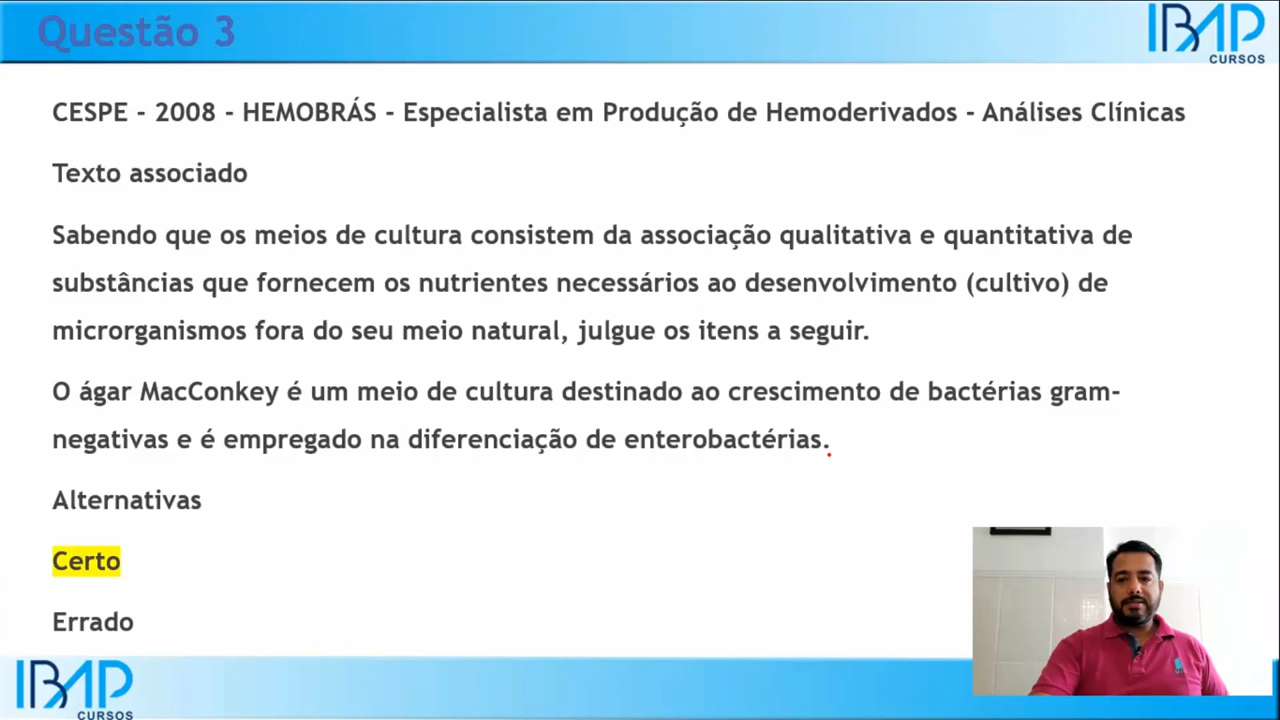 Questão 3
IBAP
CURSOS
CESPE - 2008 - HEMOBRÁS - Especialista em Produção de Hemoderivados - Análises Clínicas
Texto associado
Sabendo que os meios de cultura consistem da associação qualitativa e quantitativa de
substâncias que fornecem os nutrientes necessários ao desenvolvimento (cultivo) de
microrganismos fora do seu meio natural, julgue os itens a seguir.
O ágar MacConkey é um meio de cultura destinado ao crescimento de bactérias gram-
negativas e é empregado na diferenciação de enterobactérias.
Alternativas
Certo
Errado
IBAP
CURSOS